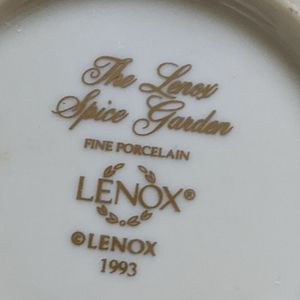 The Lenox
Spice Garden
FINE PORCELAIN
LENOX®
©LENOX
1993